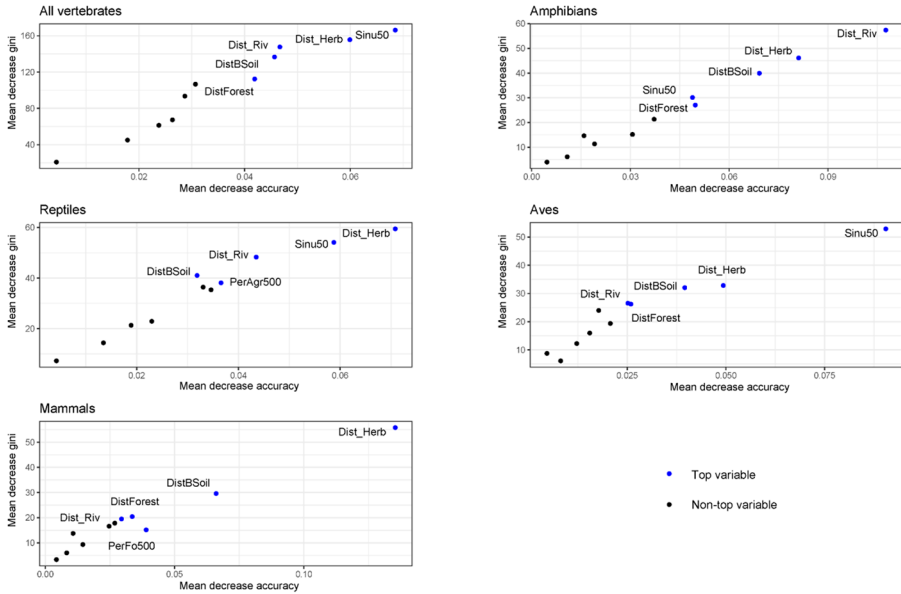 All vertebrates
Mean decrease gini
160
120
80
40
Dist_Riv
Dist_Herb
Sinu50
DistBSoil
DistForest
0.02
0.04
0.06
Mean decrease accuracy
Amphibians
Mean decrease gini
60
50
40
30
20
10
Dist_Riv
Dist_Herb
DistBSoil
Sinu50
DistForest
0.00
0.03
0.06
0.09
Mean decrease accuracy
Reptiles
Mean decrease gini
60
40
20
Dist_Herb
Sinu50
Dist_Riv
DistBSoil
PerAgr500
0.02
0.04
0.06
Mean decrease accuracy
Aves
Mean decrease gini
50
40
30
20
10
Sinu50
Dist_Herb
DistBSoil
Dist_Riv
DistForest
0.025
0.050
0.075
Mean decrease accuracy
Mammals
Mean decrease gini
50
40
30
20
10
Dist_Herb
DistBSoil
DistForest
Dist_Riv
PerFo500
0.00
0.05
0.10
Mean decrease accuracy
Top variable
Non-top variable